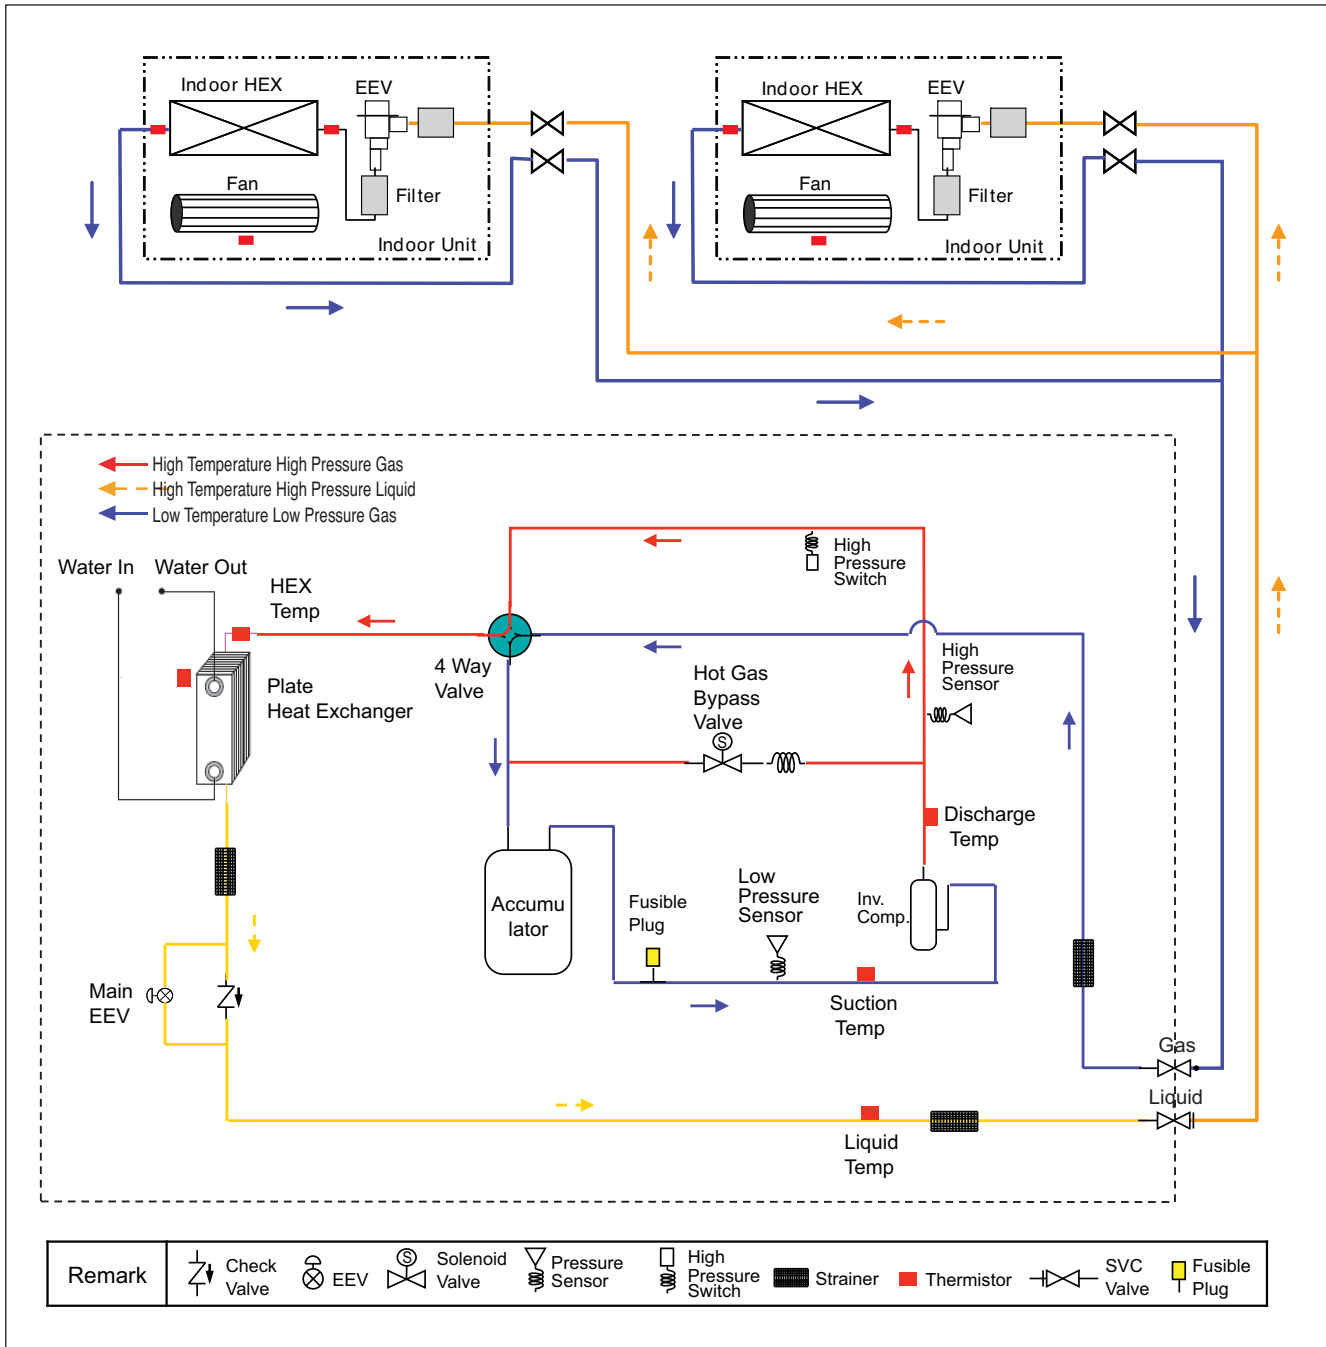 Indoor HEX
EEV
Fan
Filter
Indoor Unit
Indoor HEX
EEV
Fan
Filter
Indoor Unit
High Temperature High Pressure Gas
High Temperature High Pressure Liquid
Low Temperature Low Pressure Gas
Water In
Water Out
HEX
Temp
High
Pressure
Switch
4 Way
Valve
Plate
Heat Exchanger
Hot Gas
Bypass
Valve
S
High
Pressure
Sensor
Discharge
Temp
Accumu
lator
Fusible
Plug
Low
Pressure
Sensor
Inv.
Comp.
Main
EEV
Suction
Temp
Gas
Liquid
Liquid
Temp
Remark
Check
Valve
EEV
S
Solenoid
Valve
Pressure
Sensor
High
Pressure
Switch
Strainer
Thermistor
SVC
Valve
Fusible
Plug